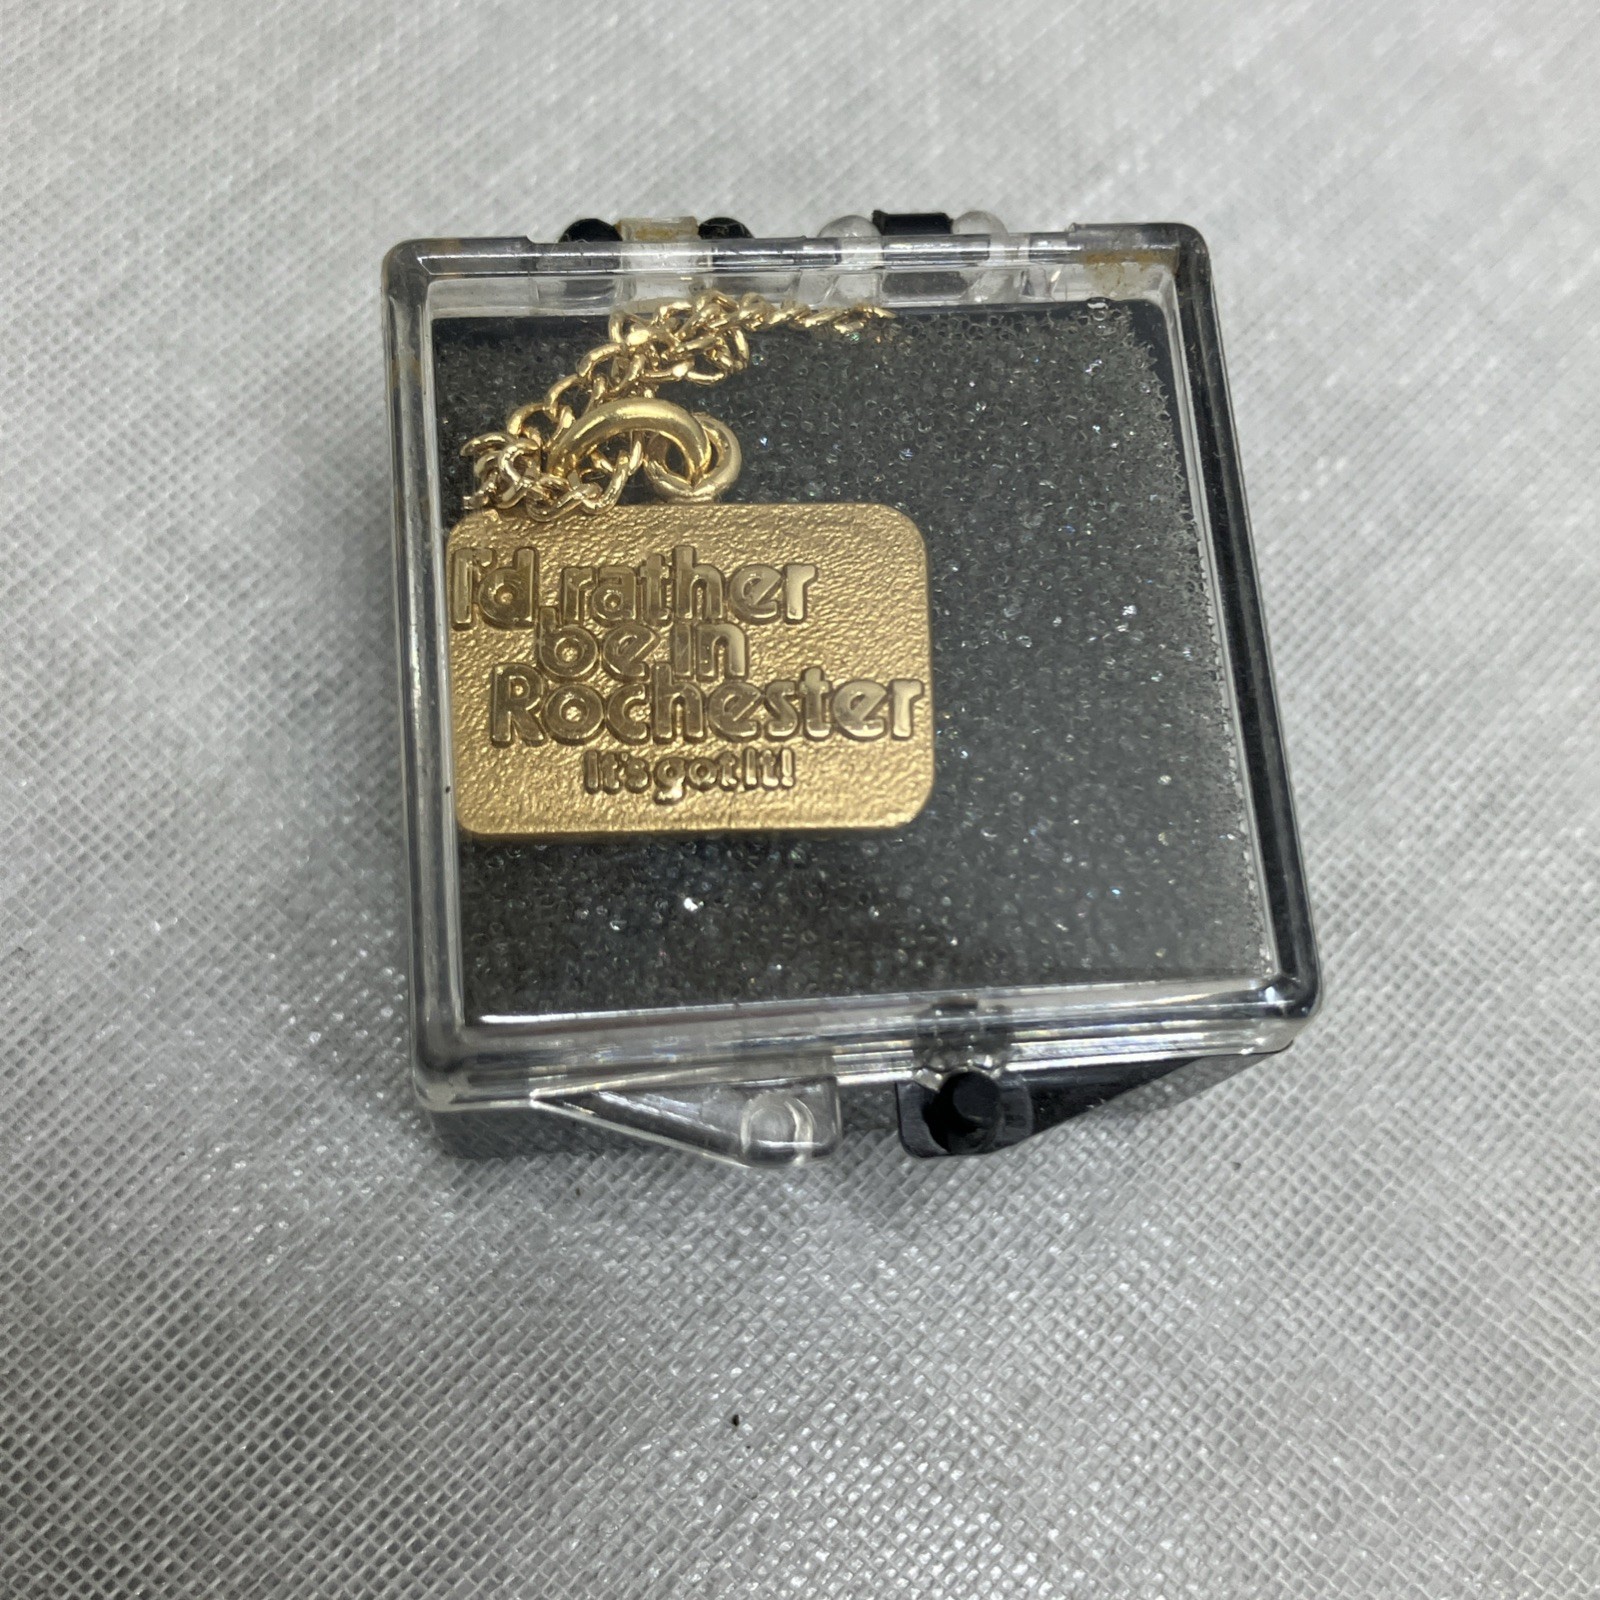 I'd rather
be in
Rochester
It's got it!